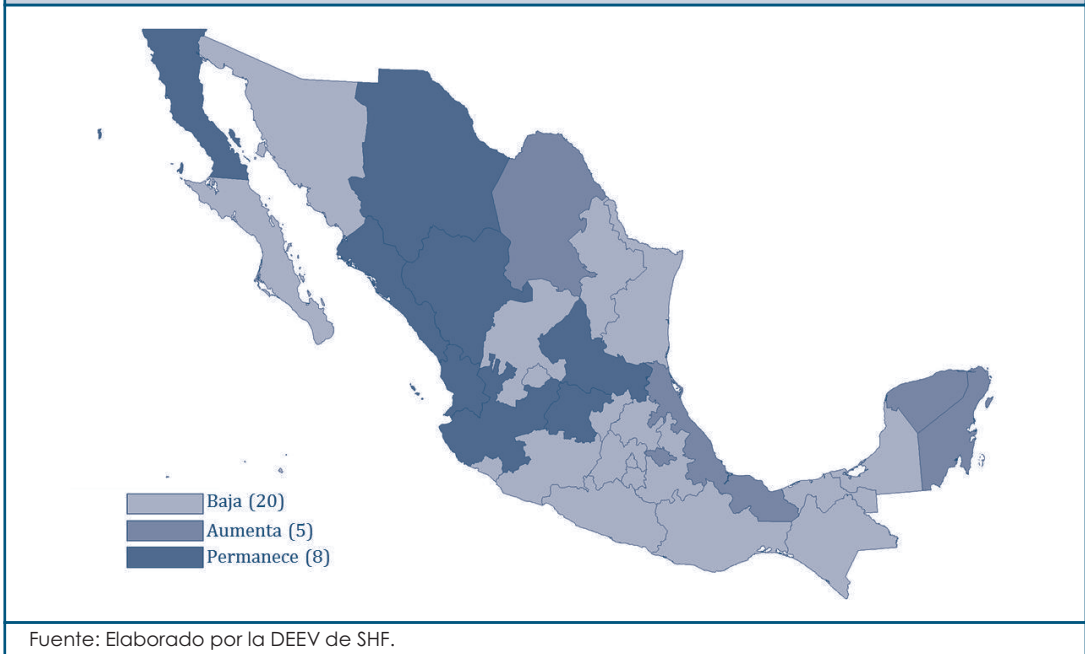 Baja (20)
Aumenta (5)
Permanece (8)
Fuente: Elaborado por la DEEV de SHF.